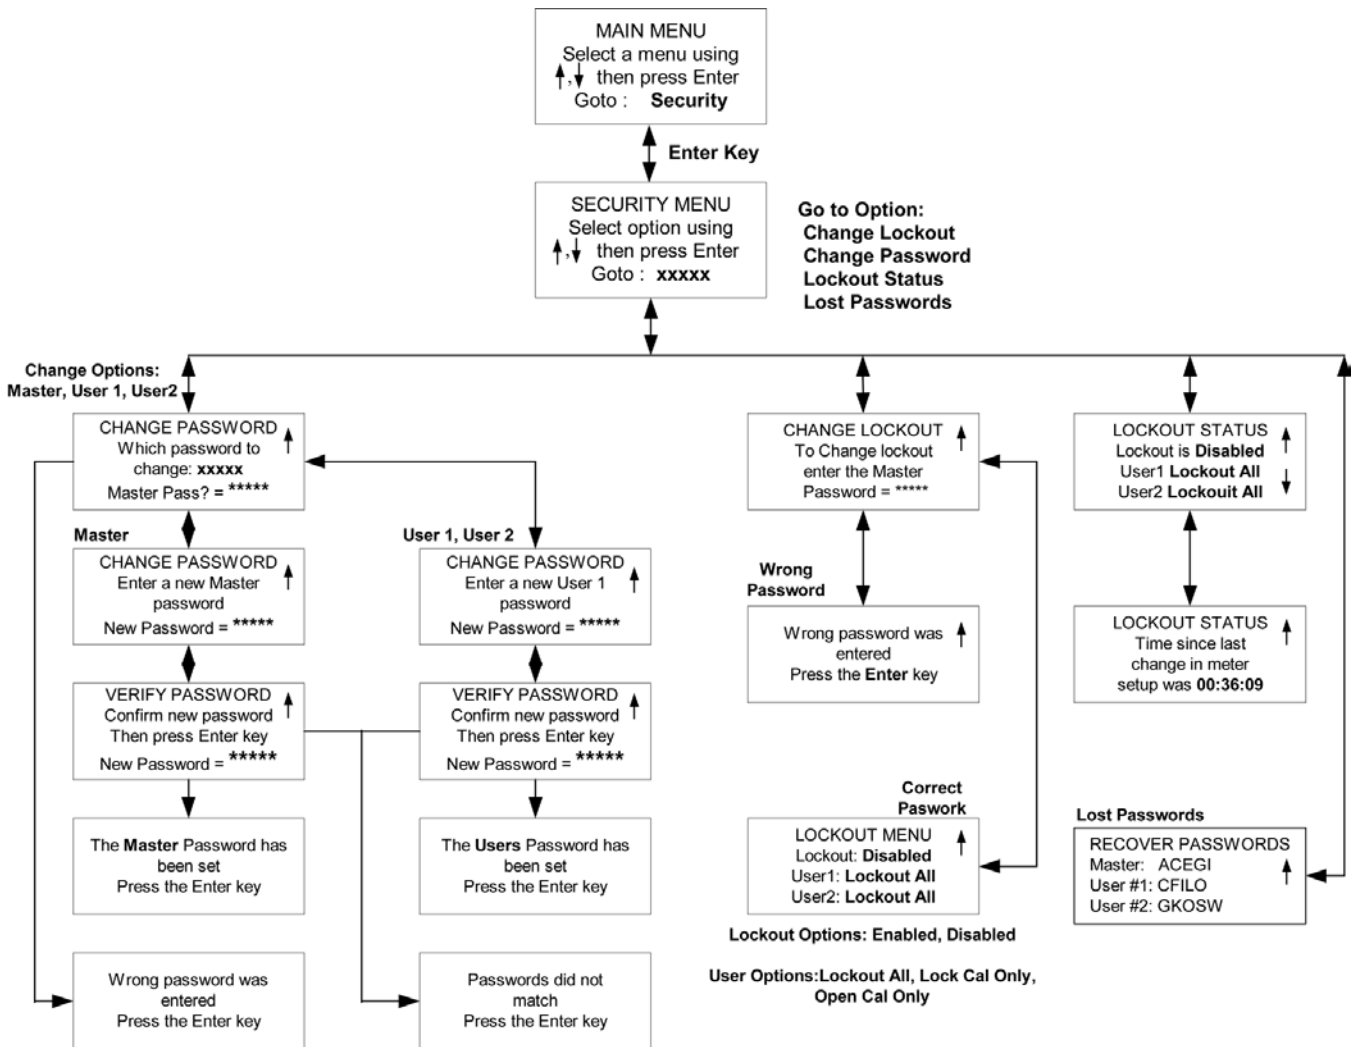 MAIN MENU
Select a menu using
↑,↓ then press Enter
Goto : Security
Enter Key
SECURITY MENU
Select option using
↑,↓ then press Enter
Goto : xxxxx
Go to Option:
Change Lockout
Change Password
Lockout Status
Lost Passwords
Change Options:
Master, User 1, User2
CHANGE PASSWORD
Which password to
change: xxxxx
Master Pass? = *****
Master
CHANGE PASSWORD
Enter a new Master
password
New Password = *****
VERIFY PASSWORD
Confirm new password
Then press Enter key
New Password = *****
The Master Password has
been set
Press the Enter key
Wrong password was
entered
Press the Enter key
User 1, User 2
CHANGE PASSWORD
Enter a new User 1
password
New Password = *****
VERIFY PASSWORD
Confirm new password
Then press Enter key
New Password = *****
The Users Password has
been set
Press the Enter key
Passwords did not
match
Press the Enter key
CHANGE LOCKOUT
To Change lockout
enter the Master
Password = *****
Wrong
Password
Wrong password was
entered
Press the Enter key
Correct
Paswork
LOCKOUT MENU
Lockout: Disabled
User1: Lockout All
User2: Lockout All
Lockout Options: Enabled, Disabled
User Options:Lockout All, Lock Cal Only,
Open Cal Only
LOCKOUT STATUS
Lockout is Disabled
User1 Lockout All
User2 Lockouit All
LOCKOUT STATUS
Time since last
change in meter
setup was 00:36:09
Lost Passwords
RECOVER PASSWORDS
Master: ACEGI
User #1: CFILO
User #2: GKOSW